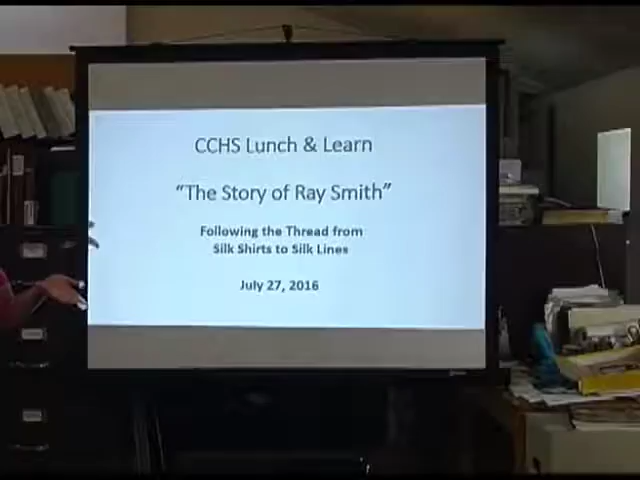 CCHS Lunch & Learn
“The Story of Ray Smith”
Following the Thread from
Silk Shirts to Silk Lines
July 27, 2016